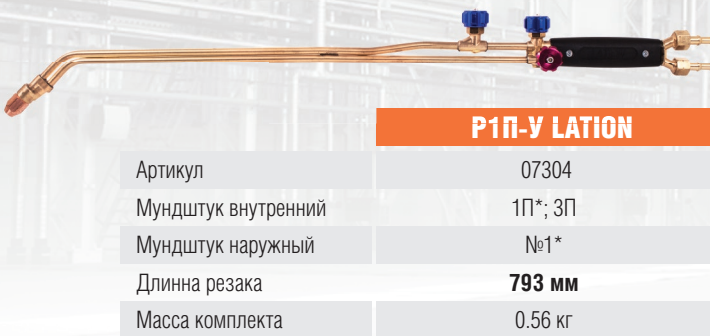 Р1П-У LATION
Артикул 07304
Мундштук внутренний 1П*; 3П
Мундштук наружный №1*
Длинна резака 793 мм
Масса комплекта 0.56 кг